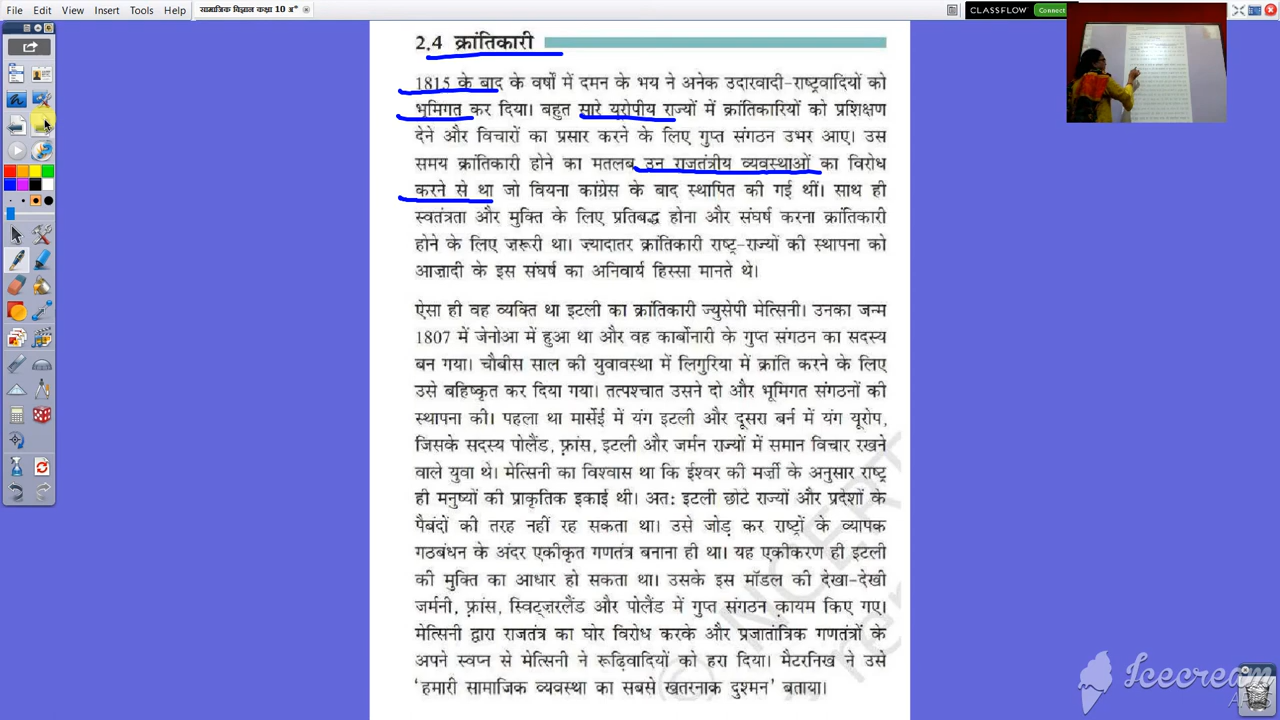 File Edit View Insert Tools Help
सामाजिक विज्ञान कक्षा 10 अ*
CLASSFLOW Connect
2.4 क्रांतिकारी
1815 के बाद के वर्षों में दमन के भय ने अनेक उदारवादी-राष्ट्रवादियों को
भूमिगत कर दिया। बहुत सारे यूरोपीय राज्यों में क्रांतिकारियों को प्रशिक्षण
देने और विचारों का प्रसार करने के लिए गुप्त संगठन उभर आए। उस
समय क्रांतिकारी होने का मतलब उन राजतंत्रीय व्यवस्थाओं का विरोध
करने से था जो वियना कांग्रेस के बाद स्थापित की गई थीं। साथ ही
स्वतंत्रता और मुक्ति के लिए प्रतिबद्ध होना और संघर्ष करना क्रांतिकारी
होने के लिए ज़रूरी था। ज़्यादातर क्रांतिकारी राष्ट्र-राज्यों की स्थापना को
आज़ादी के इस संघर्ष का अनिवार्य हिस्सा मानते थे।
ऐसा ही वह व्यक्ति था इटली का क्रांतिकारी ज्युसेपी मेत्सिनी। उनका जन्म
1807 में जेनोआ में हुआ था और वह कार्बोनारी के गुप्त संगठन का सदस्य
बन गया। चौबीस साल की युवावस्था में लिगुरिया में क्रांति करने के लिए
उसे बहिष्कृत कर दिया गया। तत्पश्चात उसने दो और भूमिगत संगठनों की
स्थापना की। पहला था मार्सेई में यंग इटली और दूसरा बर्न में यंग यूरोप,
जिसके सदस्य पोलैंड, फ़्रांस, इटली और जर्मन राज्यों में समान विचार रखने
वाले युवा थे। मेत्सिनी का विश्वास था कि ईश्वर की मर्ज़ी के अनुसार राष्ट्र
ही मनुष्यों की प्राकृतिक इकाई थी। अत: इटली छोटे राज्यों और प्रदेशों के
पैबंदों की तरह नहीं रह सकता था। उसे जोड़ कर राष्ट्रों के व्यापक
गठबंधन के अंदर एकीकृत गणतंत्र बनाना ही था। यह एकीकरण ही इटली
की मुक्ति का आधार हो सकता था। उसके इस मॉडल की देखा-देखी
जर्मनी, फ़्रांस, स्विट्ज़रलैंड और पोलैंड में गुप्त संगठन क़ायम किए गए।
मेत्सिनी द्वारा राजतंत्र का घोर विरोध करके और प्रजातांत्रिक गणतंत्रों के
अपने स्वप्न से मेत्सिनी ने रूढ़िवादियों को हरा दिया। मैटरनिख ने उसे
‘हमारी सामाजिक व्यवस्था का सबसे खतरनाक दुश्मन’ बताया।
© NCERT
Icecream